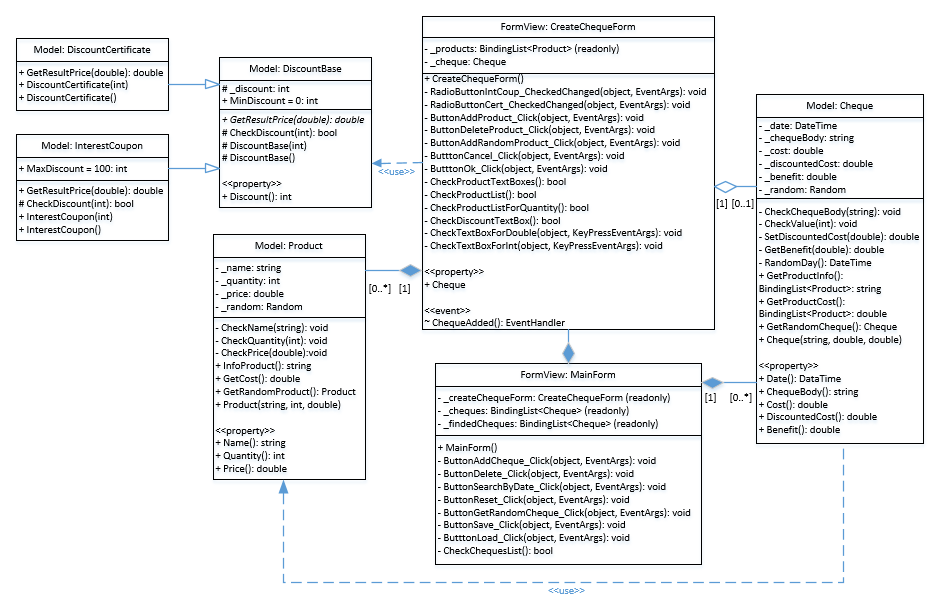 Model: DiscountCertificate
+ GetResultPrice(double): double
+ DiscountCertificate(int)
+ DiscountCertificate()
Model: InterestCoupon
+ MaxDiscount = 100: int
+ GetResultPrice(double): double
# CheckDiscount(int): bool
+ InterestCoupon(int)
+ InterestCoupon()
Model: DiscountBase
# _discount: int
+ MinDiscount = 0: int
+ GetResultPrice(double): double
# CheckDiscount(int): bool
# DiscountBase(int)
# DiscountBase()
<<property>>
+ Discount(): int
<<use>>
FormView: CreateChequeForm
- _products: BindingList<Product> (readonly)
- _cheque: Cheque
+ CreateChequeForm()
- RadioButtonIntCoup_CheckedChanged(object, EventArgs): void
- RadioButtonCert_CheckedChanged(object, EventArgs): void
- ButtonAddProduct_Click(object, EventArgs): void
- ButtonDeleteProduct_Click(object, EventArgs): void
- ButtonAddRandomProduct_Click(object, EventArgs): void
- ButttonCancel_Click(object, EventArgs): void
- ButttonOk_Click(object, EventArgs): void
- CheckProductTextBoxes(): bool
- CheckProductList(): bool
- CheckProductListForQuantity(): bool
- CheckDiscountTextBox(): bool
- CheckTextBoxForDouble(object, KeyPressEventArgs): void
- CheckTextBoxForInt(object, KeyPressEventArgs): void
<<property>>
+ Cheque
<<event>>
~ ChequeAdded(): EventHandler
[1] [0..1]
Model: Cheque
- _date: DateTime
- _chequeBody: string
- _cost: double
- _discountedCost: double
- _benefit: double
- _random: Random
- CheckChequeBody(string): void
- CheckValue(int): void
- SetDiscountedCost(double): double
- GetBenefit(double): double
- RandomDay(): DateTime
+ GetProductInfo():
BindingList<Product>: string
+ GetProductCost():
BindingList<Product>: double
+ GetRandomCheque(): Cheque
+ Cheque(string, double, double)
<<property>>
+ Date(): DataTime
+ ChequeBody(): string
+ Cost(): double
+ DiscountedCost(): double
+ Benefit(): double
Model: Product
- _name: string
- _quantity: int
- _price: double
- _random: Random
- CheckName(string): void
- CheckQuantity(int): void
- CheckPrice(double):void
+ InfoProduct(): string
+ GetCost(): double
+ GetRandomProduct(): Product
+ Product(string, int, double)
<<property>>
+ Name(): string
+ Quantity(): int
+ Price(): double
[0..*] [1]
FormView: MainForm
- _createChequeForm: CreateChequeForm (readonly)
- _cheques: BindingList<Cheque> (readonly)
- _findedCheques: BindingList<Cheque> (readonly)
+ MainForm()
- ButtonAddCheque_Click(object, EventArgs): void
- ButtonDelete_Click(object, EventArgs): void
- ButtonSearchByDate_Click(object, EventArgs): void
- ButtonReset_Click(object, EventArgs): void
- ButtonGetRandomCheque_Click(object, EventArgs): void
- ButtonSave_Click(object, EventArgs): void
- ButttonLoad_Click(object, EventArgs): void
- CheckChequesList(): bool
[1] [0..*]
<<use>>